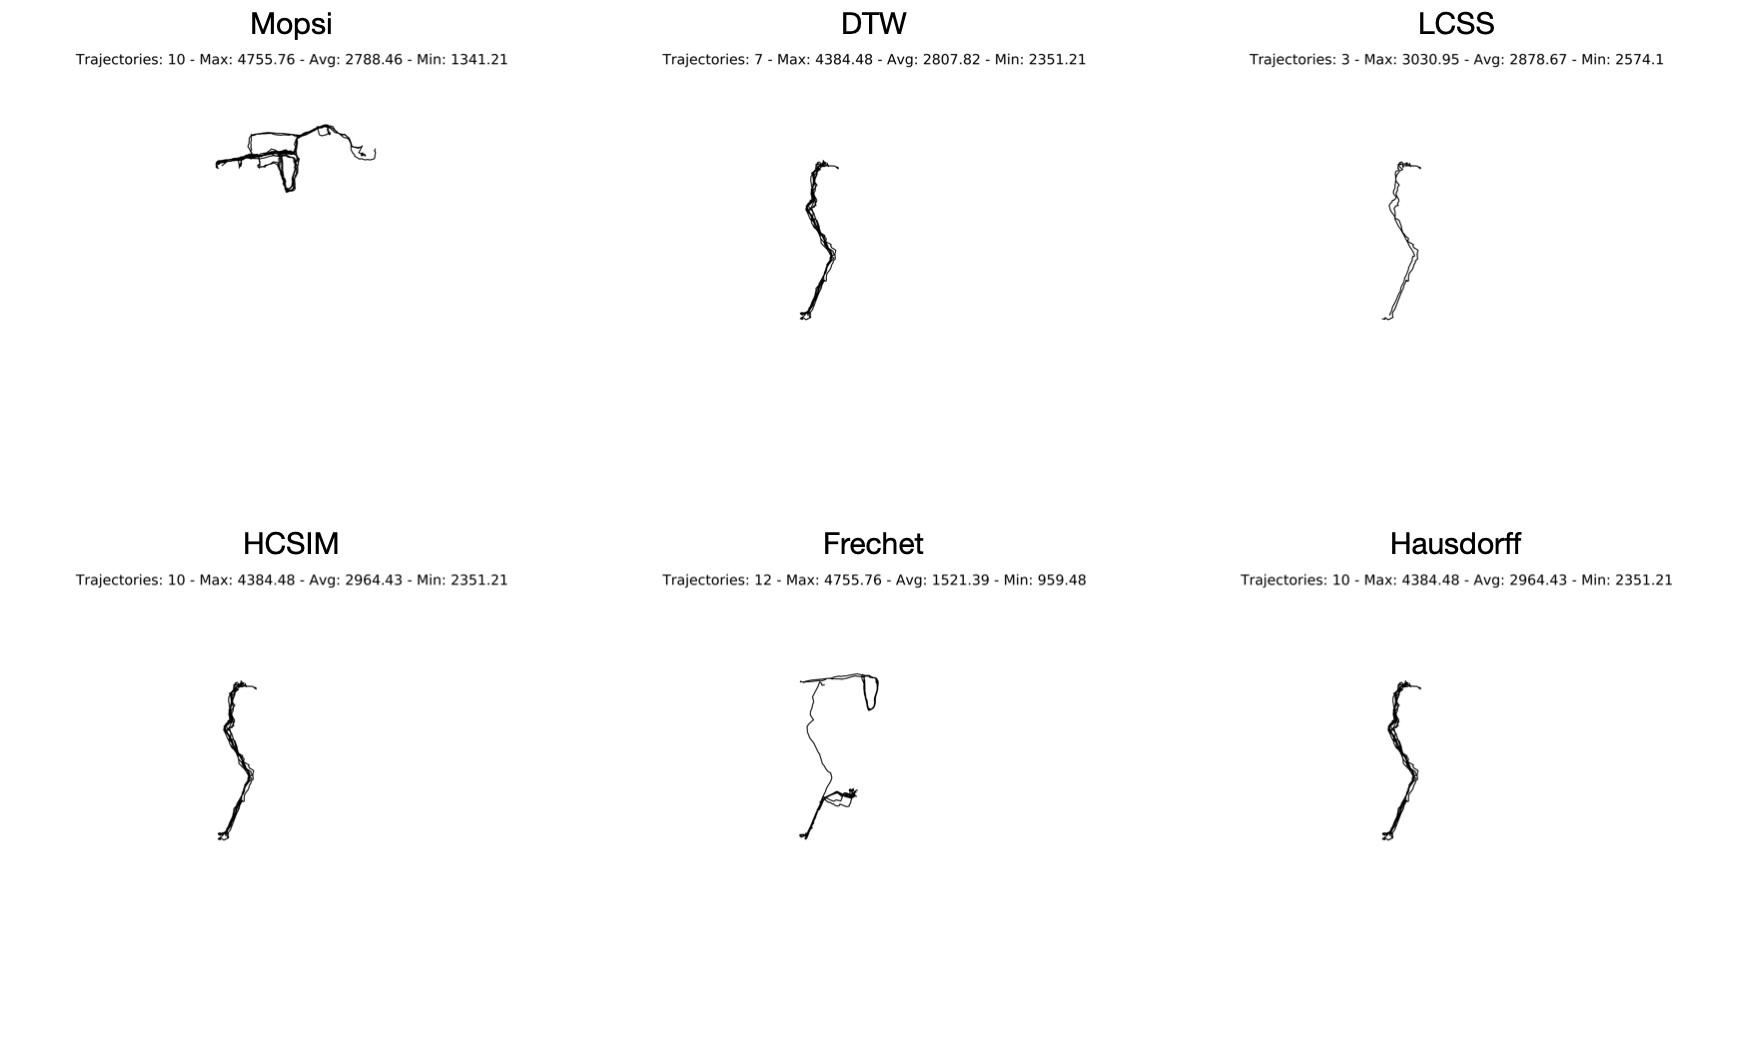 Mopsi
Trajectories: 10 - Max: 4755.76 - Avg: 2788.46 - Min: 1341.21
DTW
Trajectories: 7 - Max: 4384.48 - Avg: 2807.82 - Min: 2351.21
LCSS
Trajectories: 3 - Max: 3030.95 - Avg: 2878.67 - Min: 2574.1
HCSIM
Trajectories: 10 - Max: 4384.48 - Avg: 2964.43 - Min: 2351.21
Frechet
Trajectories: 12 - Max: 4755.76 - Avg: 1521.39 - Min: 959.48
Hausdorff
Trajectories: 10 - Max: 4384.48 - Avg: 2964.43 - Min: 2351.21